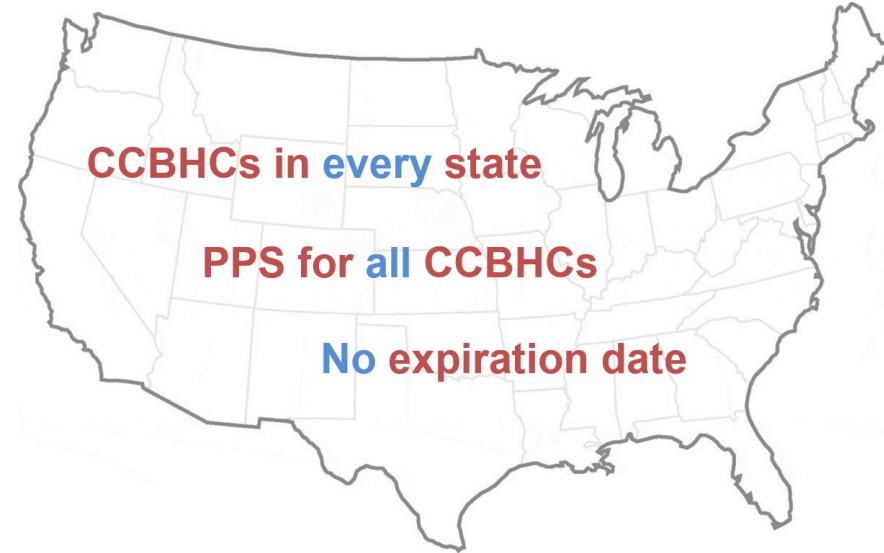 CCBHCs in every state
PPS for all CCBHCs
No expiration date